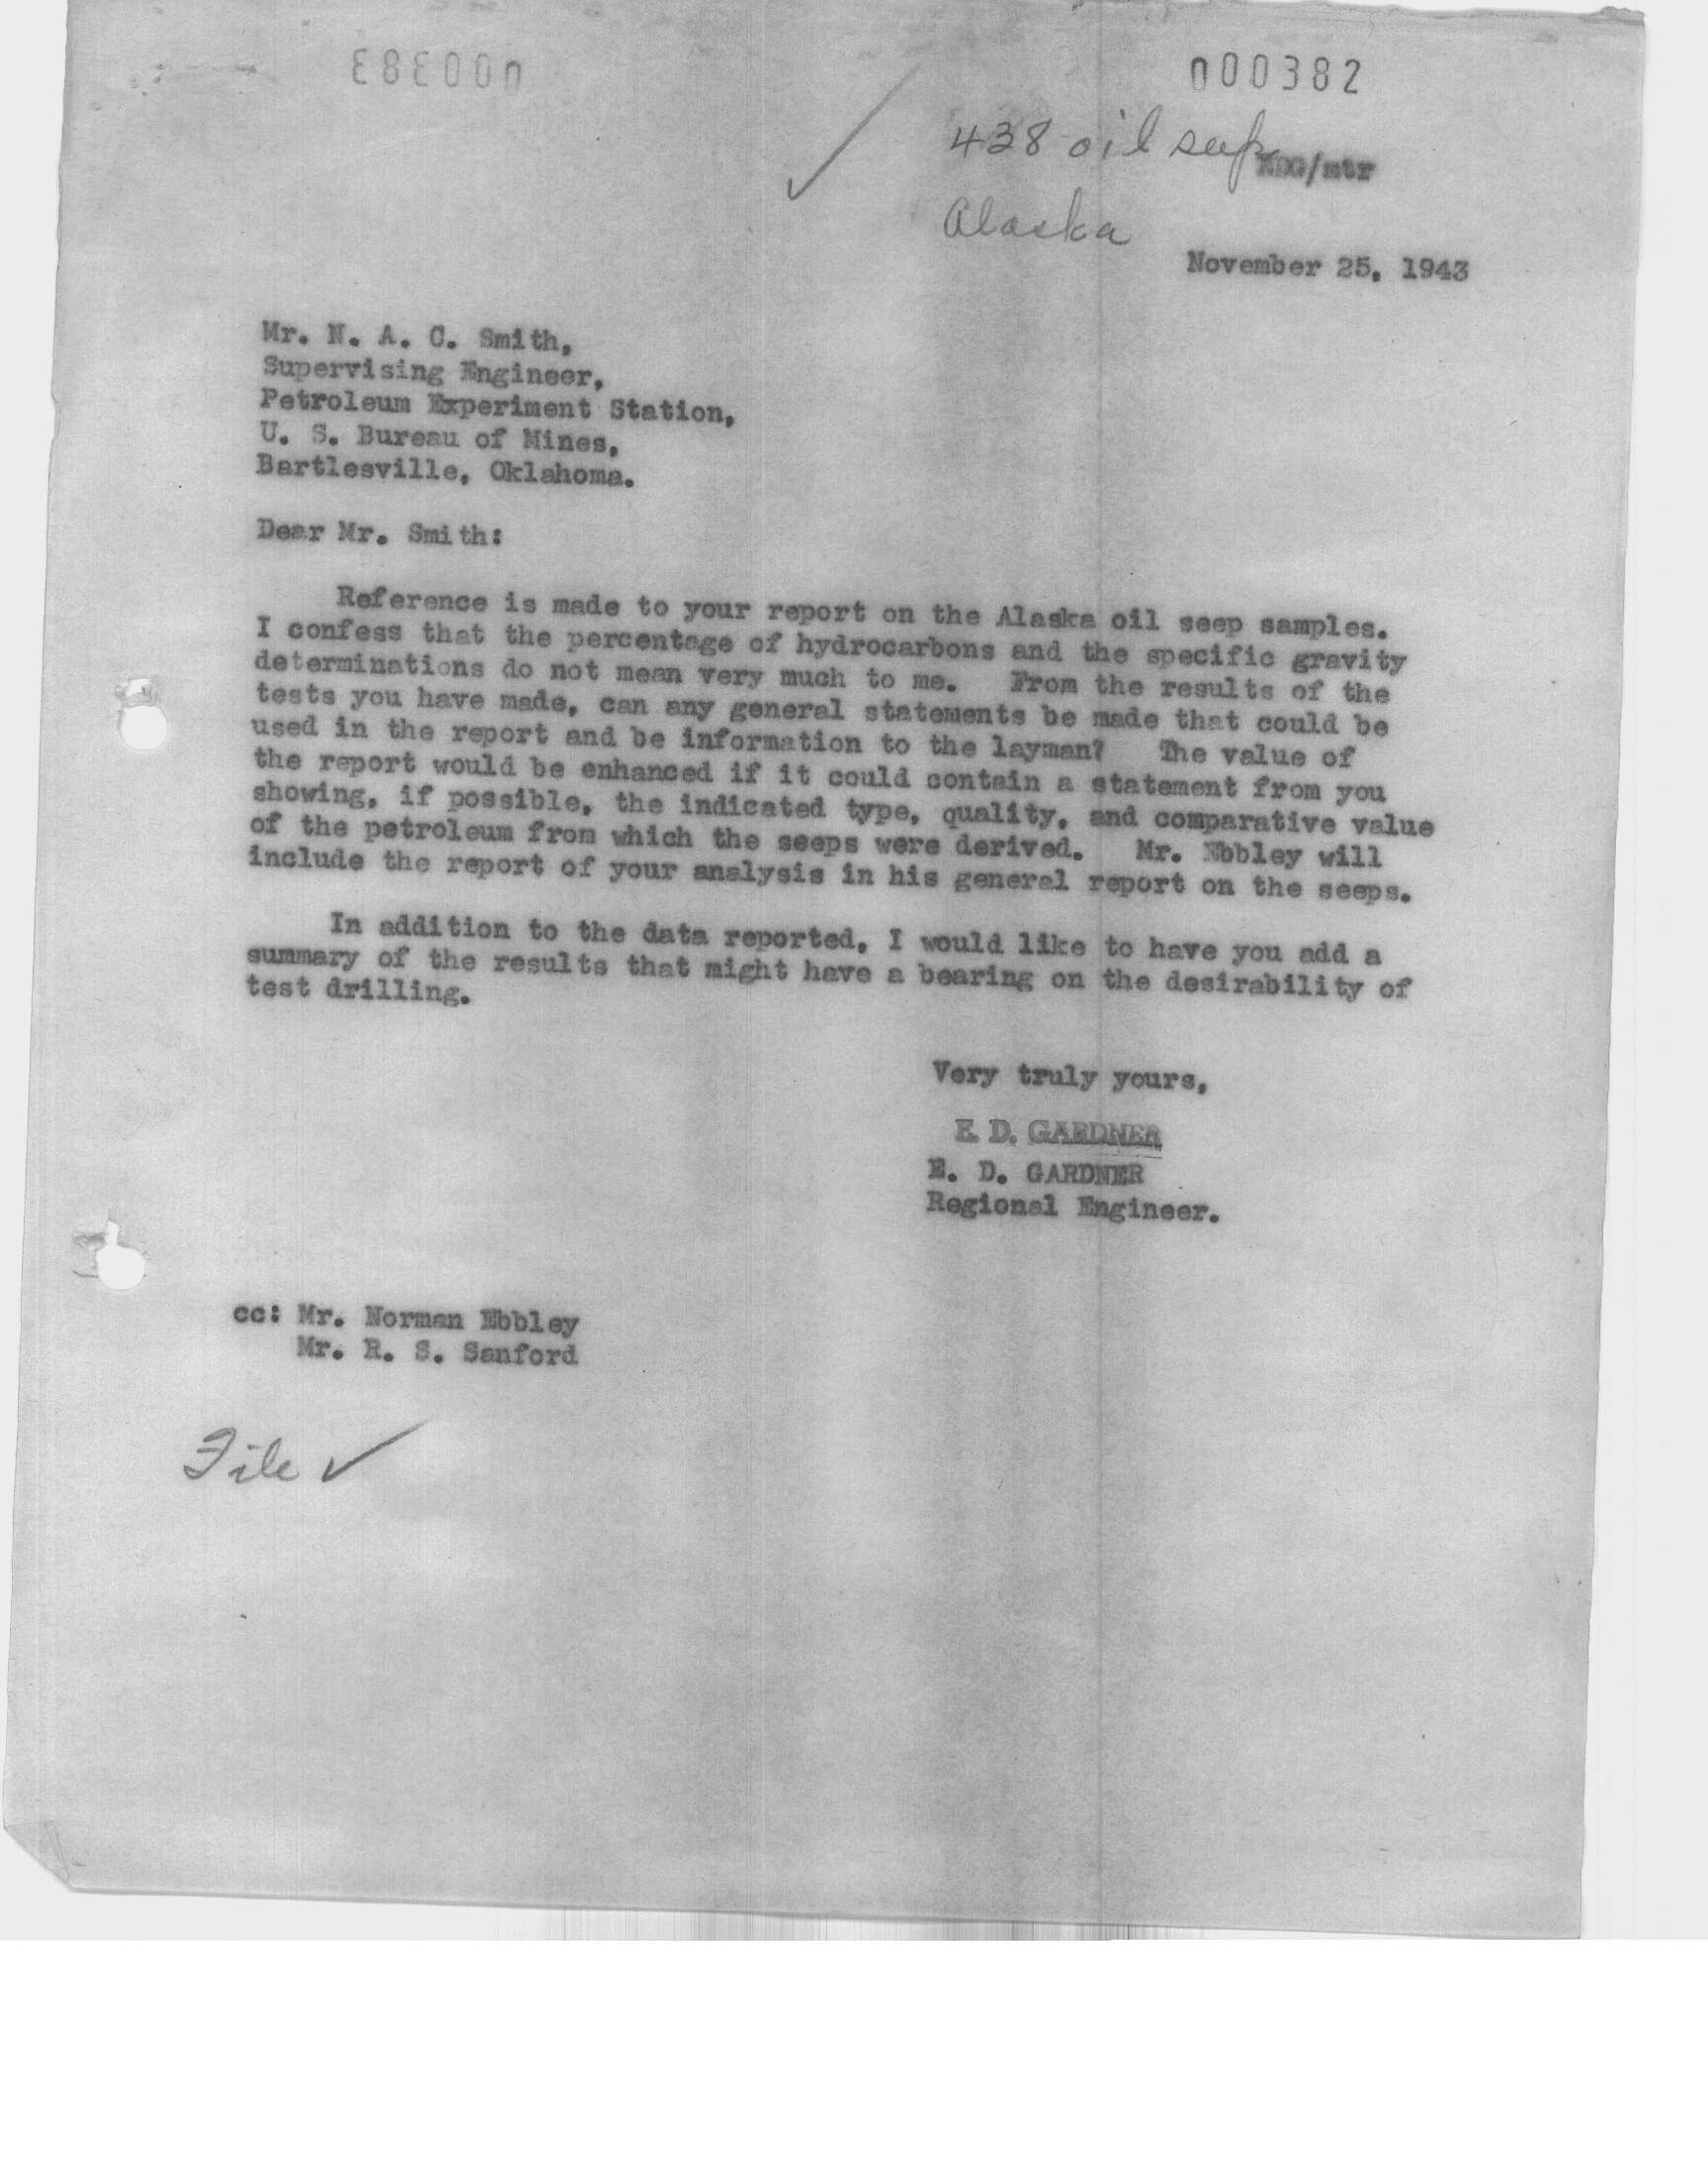 000383
000382
438 oil seep
EDG/mtr
Alaska
November 25, 1943
Mr. N. A. C. Smith,
Supervising Engineer,
Petroleum Experiment Station,
U. S. Bureau of Mines,
Bartlesville, Oklahoma.
Dear Mr. Smith:
Reference is made to your report on the Alaska oil seep samples.
I confess that the percentage of hydrocarbons and the specific gravity
determinations do not mean very much to me. From the results of the
tests you have made, can any general statements be made that could be
used in the report and be information to the layman? The value of
the report would be enhanced if it could contain a statement from you
showing, if possible, the indicated type, quality, and comparative value
of the petroleum from which the seeps were derived. Mr. Ebbley will
include the report of your analysis in his general report on the seeps.
In addition to the data reported, I would like to have you add a
summary of the results that might have a bearing on the desirability of
test drilling.
Very truly yours,
E. D. GARDNER
E. D. GARDNER
Regional Engineer.
cc: Mr. Norman Ebbley
Mr. R. S. Sanford
File ✓